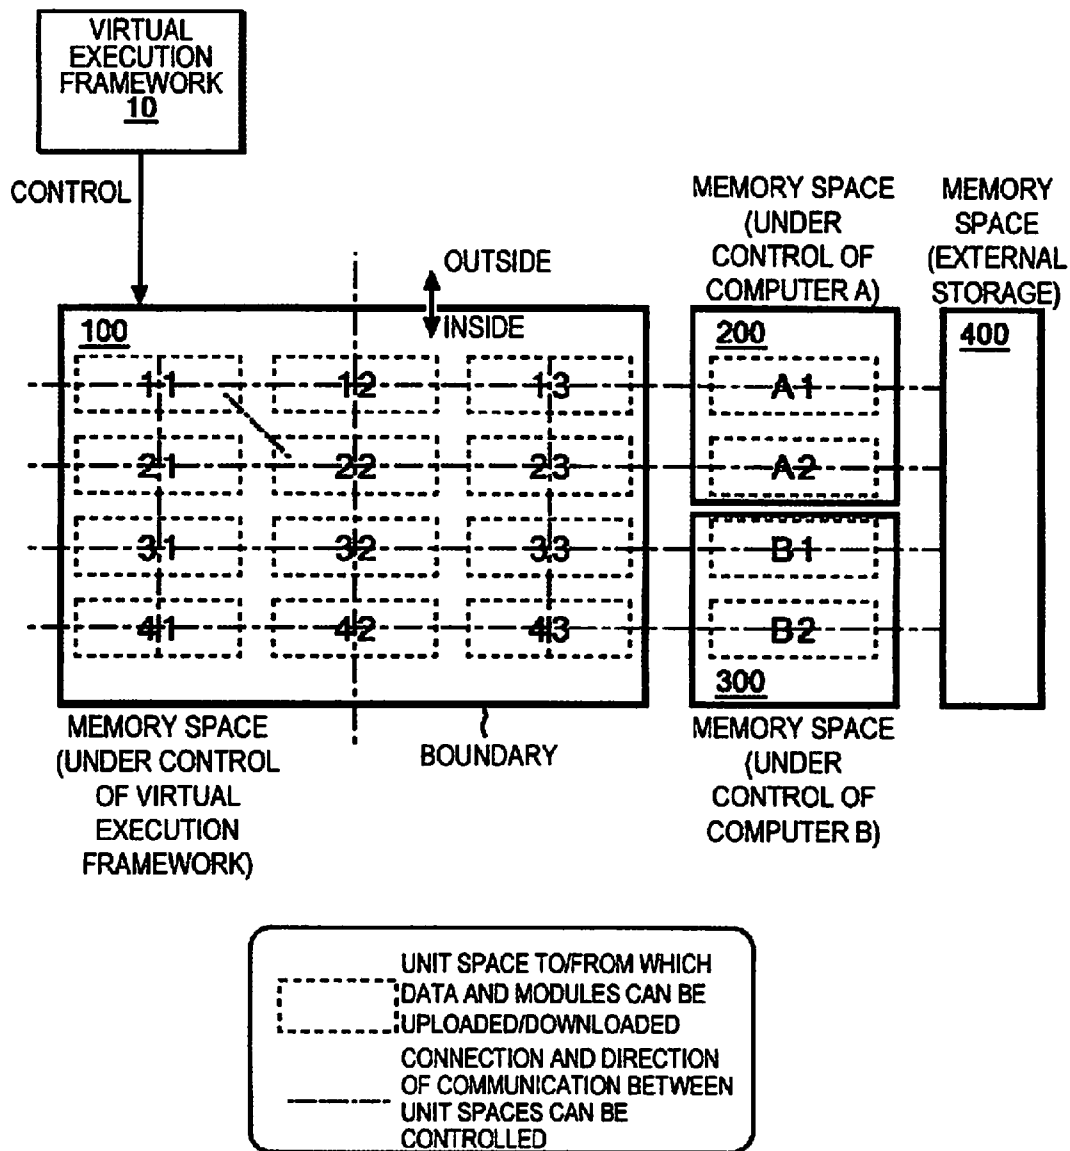 VIRTUAL
EXECUTION
FRAMEWORK
10
CONTROL
MEMORY SPACE
(UNDER
CONTROL OF
COMPUTER A)
MEMORY
SPACE
(EXTERNAL
STORAGE)
OUTSIDE
INSIDE
100
200
400
11 12 13 A1
21 22 23 A2
31 32 33 B1
41 42 43 B2
300
MEMORY SPACE
(UNDER CONTROL
OF VIRTUAL
EXECUTION
FRAMEWORK)
BOUNDARY
MEMORY SPACE
(UNDER
CONTROL OF
COMPUTER B)
UNIT SPACE TO/FROM WHICH
DATA AND MODULES CAN BE
UPLOADED/DOWNLOADED
CONNECTION AND DIRECTION
OF COMMUNICATION BETWEEN
UNIT SPACES CAN BE
CONTROLLED